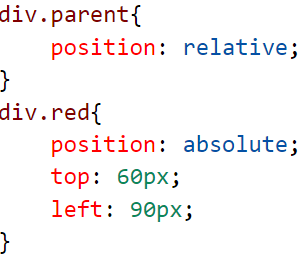 div.parent{
    position: relative;
}
div.red{
    position: absolute;
    top: 60px;
    left: 90px;
}